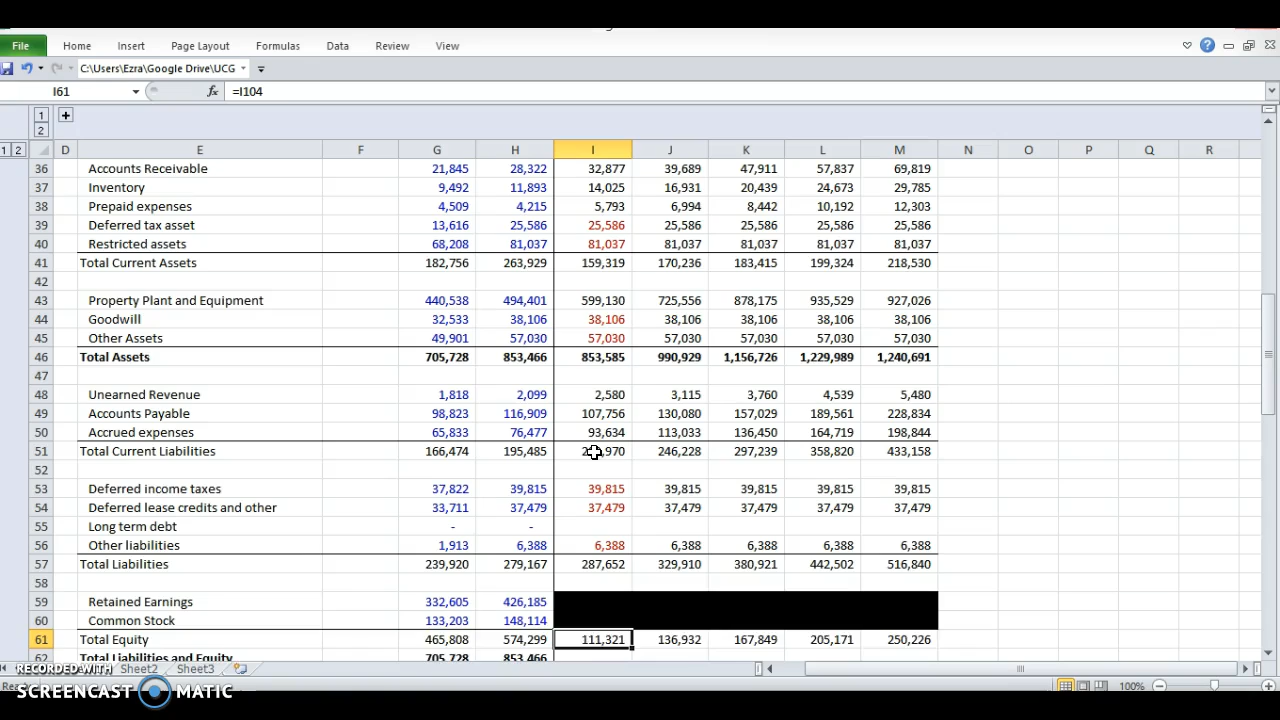 File Home Insert Page Layout Formulas Data Review View
C:\Users\Ezra\Google Drive\UCG
I61 fx =I104
1
2
1 2 D E F G H I J K L M N O P Q R
36 Accounts Receivable 21,845 28,322 32,877 39,689 47,911 57,837 69,819
37 Inventory 9,492 11,893 14,025 16,931 20,439 24,673 29,785
38 Prepaid expenses 4,509 4,215 5,793 6,994 8,442 10,192 12,303
39 Deferred tax asset 13,616 25,586 25,586 25,586 25,586 25,586 25,586
40 Restricted assets 68,208 81,037 81,037 81,037 81,037 81,037 81,037
41 Total Current Assets 182,756 263,929 159,319 170,236 183,415 199,324 218,530
42
43 Property Plant and Equipment 440,538 494,401 599,130 725,556 878,175 935,529 927,026
44 Goodwill 32,533 38,106 38,106 38,106 38,106 38,106 38,106
45 Other Assets 49,901 57,030 57,030 57,030 57,030 57,030 57,030
46 Total Assets 705,728 853,466 853,585 990,929 1,156,726 1,229,989 1,240,691
47
48 Unearned Revenue 1,818 2,099 2,580 3,115 3,760 4,539 5,480
49 Accounts Payable 98,823 116,909 107,756 130,080 157,029 189,561 228,834
50 Accrued expenses 65,833 76,477 93,634 113,033 136,450 164,719 198,844
51 Total Current Liabilities 166,474 195,485 246,228 297,239 358,820 433,158
52
53 Deferred income taxes 37,822 39,815 39,815 39,815 39,815 39,815 39,815
54 Deferred lease credits and other 33,711 37,479 37,479 37,479 37,479 37,479 37,479
55 Long term debt - -
56 Other liabilities 1,913 6,388 6,388 6,388 6,388 6,388 6,388
57 Total Liabilities 239,920 279,167 287,652 329,910 380,921 442,502 516,840
58
59 Retained Earnings 332,605 426,185
60 Common Stock 133,203 148,114
61 Total Equity 465,808 574,299 111,321 136,932 167,849 205,171 250,226
62 Total Liabilities and Equity 705,728 853,466
RECORDED WITH Sheet2 Sheet3
SCREENCAST MATIC 100%